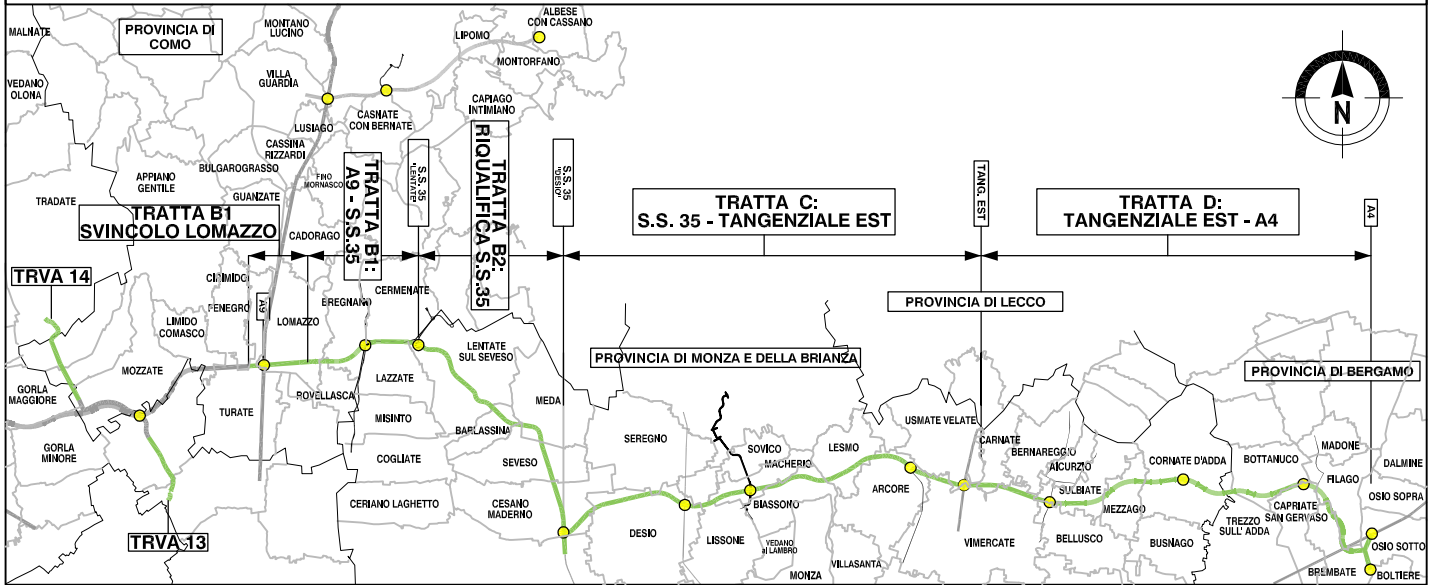 MALNATE
PROVINCIA DI
COMO
MONTANO
LUCINO
LIPOMO
ALBESE
CON CASSANO
MONTORFANO
VEDANO
OLONA
VILLA
GUARDIA
CAPIAGO
INTIMIANO
CASNATE
CON BERNATE
N
LUSIAGO
CASSINA
RIZZARDI
BULGAROGRASSO
APPIANO
GENTILE
FINO
MORNASCO
TRADATE
GUANZATE
TRATTA B1
SVINCOLO LOMAZZO
CADORAGO
TRATTA B1:
A9 - S.S.35
S.S. 35
"LENTATE"
TRATTA B2:
RIQUALIFICA S.S.35
S.S. 35
"DESIO"
TRATTA C:
S.S. 35 - TANGENZIALE EST
TANG. EST
TRATTA D:
TANGENZIALE EST - A4
A4
TRVA 14
CIRIMIDO
FENEGRO
A9
LOMAZZO
BREGNANO
CERMENATE
PROVINCIA DI LECCO
LIMIDO
COMASCO
LENTATE
SUL SEVESO
PROVINCIA DI MONZA E DELLA BRIANZA
PROVINCIA DI BERGAMO
MOZZATE
GORLA
MAGGIORE
LAZZATE
ROVELLASCA
MEDA
TURATE
MISINTO
BARLASSINA
USMATE VELATE
SEREGNO
SOVICO
LESMO
MACHERIO
CARNATE
BERNAREGGIO
AICURZIO
CORNATE D'ADDA
BOTTANUCO
MADONE
GORLA
MINORE
COGLIATE
SEVESO
FILAGO
DALMINE
ARCORE
SULBIATE
MEZZAGO
CERIANO LAGHETTO
CESANO
MADERNO
BIASSONO
CAPRIATE
SAN GERVASO
OSIO SOPRA
TREZZO
SULL' ADDA
DESIO
LISSONE
VEDANO
al LAMBRO
VIMERCATE
BELLUSCO
BUSNAGO
OSIO SOTTO
TRVA 13
VILLASANTA
MONZA
BREMBATE
BOLTIERE